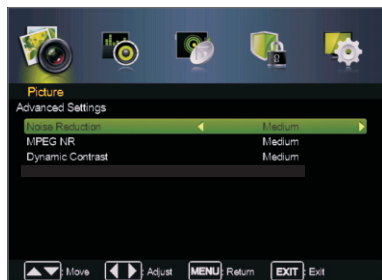 Picture
Advanced Settings
Noise Reduction Medium
MPEG NR Medium
Dynamic Contrast Medium
: Move : Adjust MENU : Return EXIT : Exit